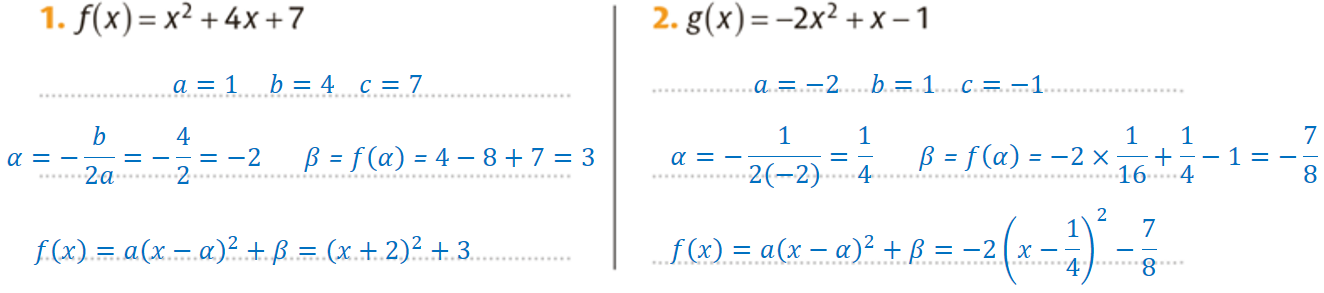 1. f(x) = x² + 4x + 7
a = 1 b = 4 c = 7
α = −b/2a = −4/2 = −2 β = f(α) = 4 − 8 + 7 = 3
f(x) = a(x − α)² + β = (x + 2)² + 3
2. g(x) = −2x² + x − 1
a = −2 b = 1 c = −1
α = −1/2(−2) = 1/4 β = f(α) = −2 × 1/16 + 1/4 − 1 = −7/8
f(x) = a(x − α)² + β = −2(x − 1/4)² − 7/8